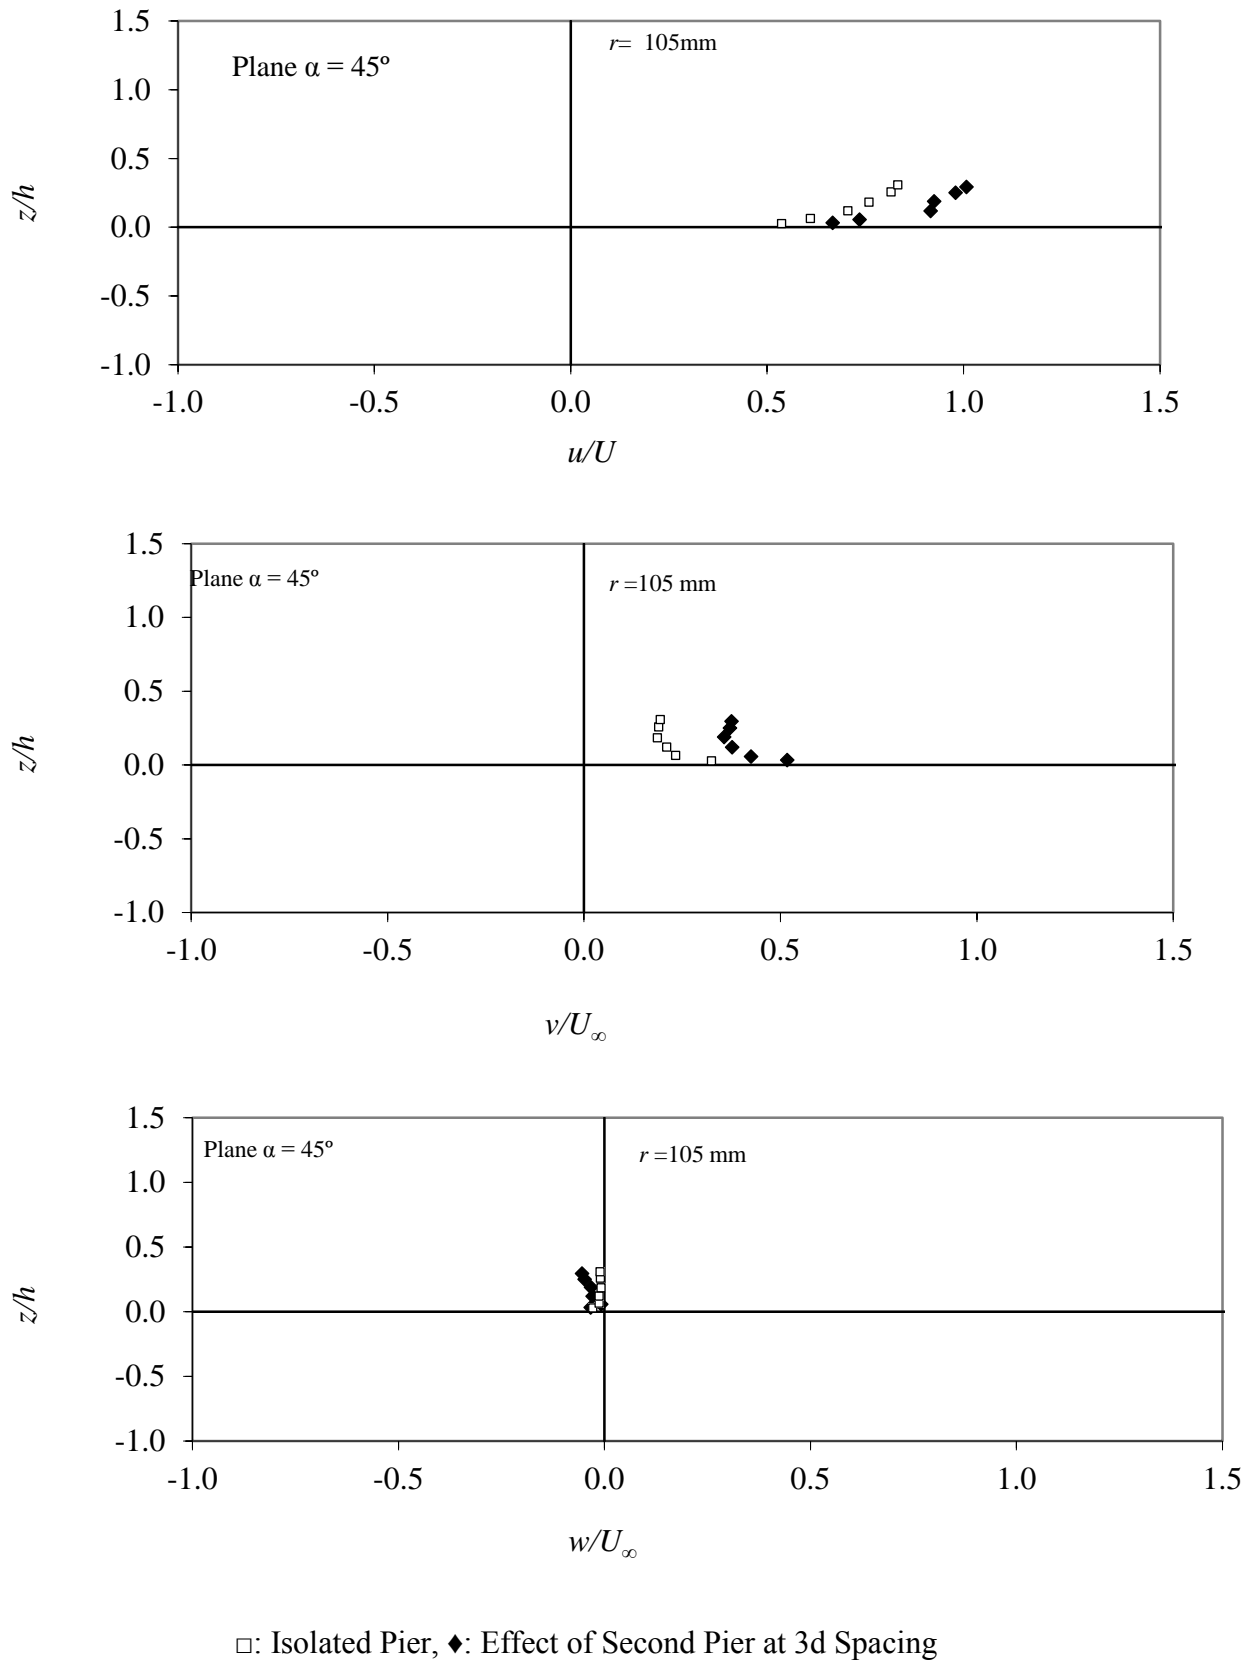 1.5
r= 105mm
Plane α = 45º
1.0
0.5
z/h
0.0
-0.5
-1.0
-1.0 -0.5 0.0 0.5 1.0 1.5
u/U
1.5
Plane α = 45º
r =105 mm
1.0
0.5
z/h
0.0
-0.5
-1.0
-1.0 -0.5 0.0 0.5 1.0 1.5
v/U∞
1.5
Plane α = 45º
r =105 mm
1.0
0.5
z/h
0.0
-0.5
-1.0
-1.0 -0.5 0.0 0.5 1.0 1.5
w/U∞
□: Isolated Pier, ♦: Effect of Second Pier at 3d Spacing